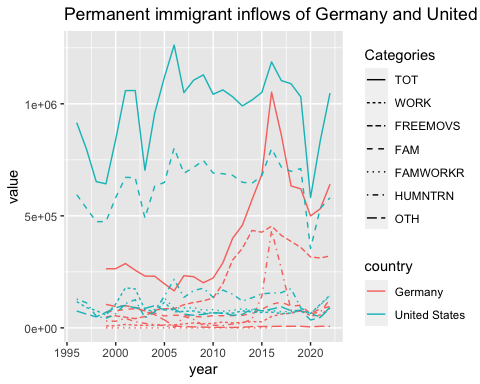 Permanent immigrant inflows of Germany and United
1e+06
5e+05
0e+00
value
1995
2000
2005
2010
2015
2020
year
Categories
TOT
WORK
FREEMOVS
FAM
FAMWORKR
HUMNTRN
OTH
country
Germany
United States